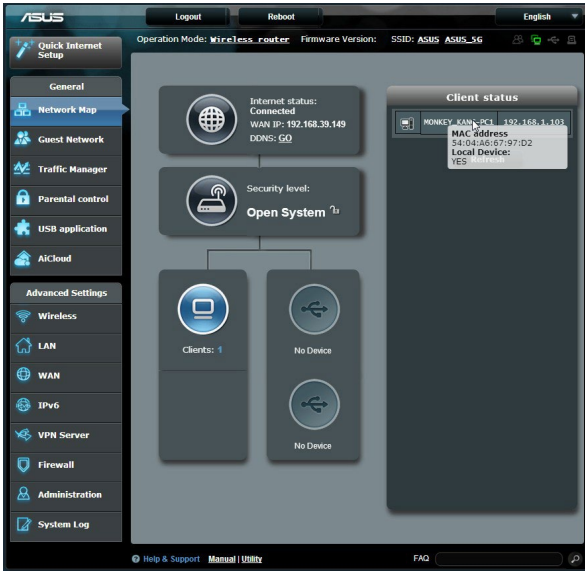 ASUS
Logout
Reboot
English
Quick Internet
Setup
Operation Mode: Wireless router Firmware Version: SSID: ASUS ASUS_5G
General
Network Map
Guest Network
Traffic Manager
Parental control
USB application
AiCloud
Advanced Settings
Wireless
LAN
WAN
IPv6
VPN Server
Firewall
Administration
System Log
Internet status:
Connected
WAN IP: 192.168.39.149
DDNS: GO
Security level:
Open System
Clients: 1
No Device
No Device
Client status
192.168.1.103
MAC address
54:04:A6:67:97:D2
Local Device:
YES
Refresh
Help & Support Manual | Utility
FAQ